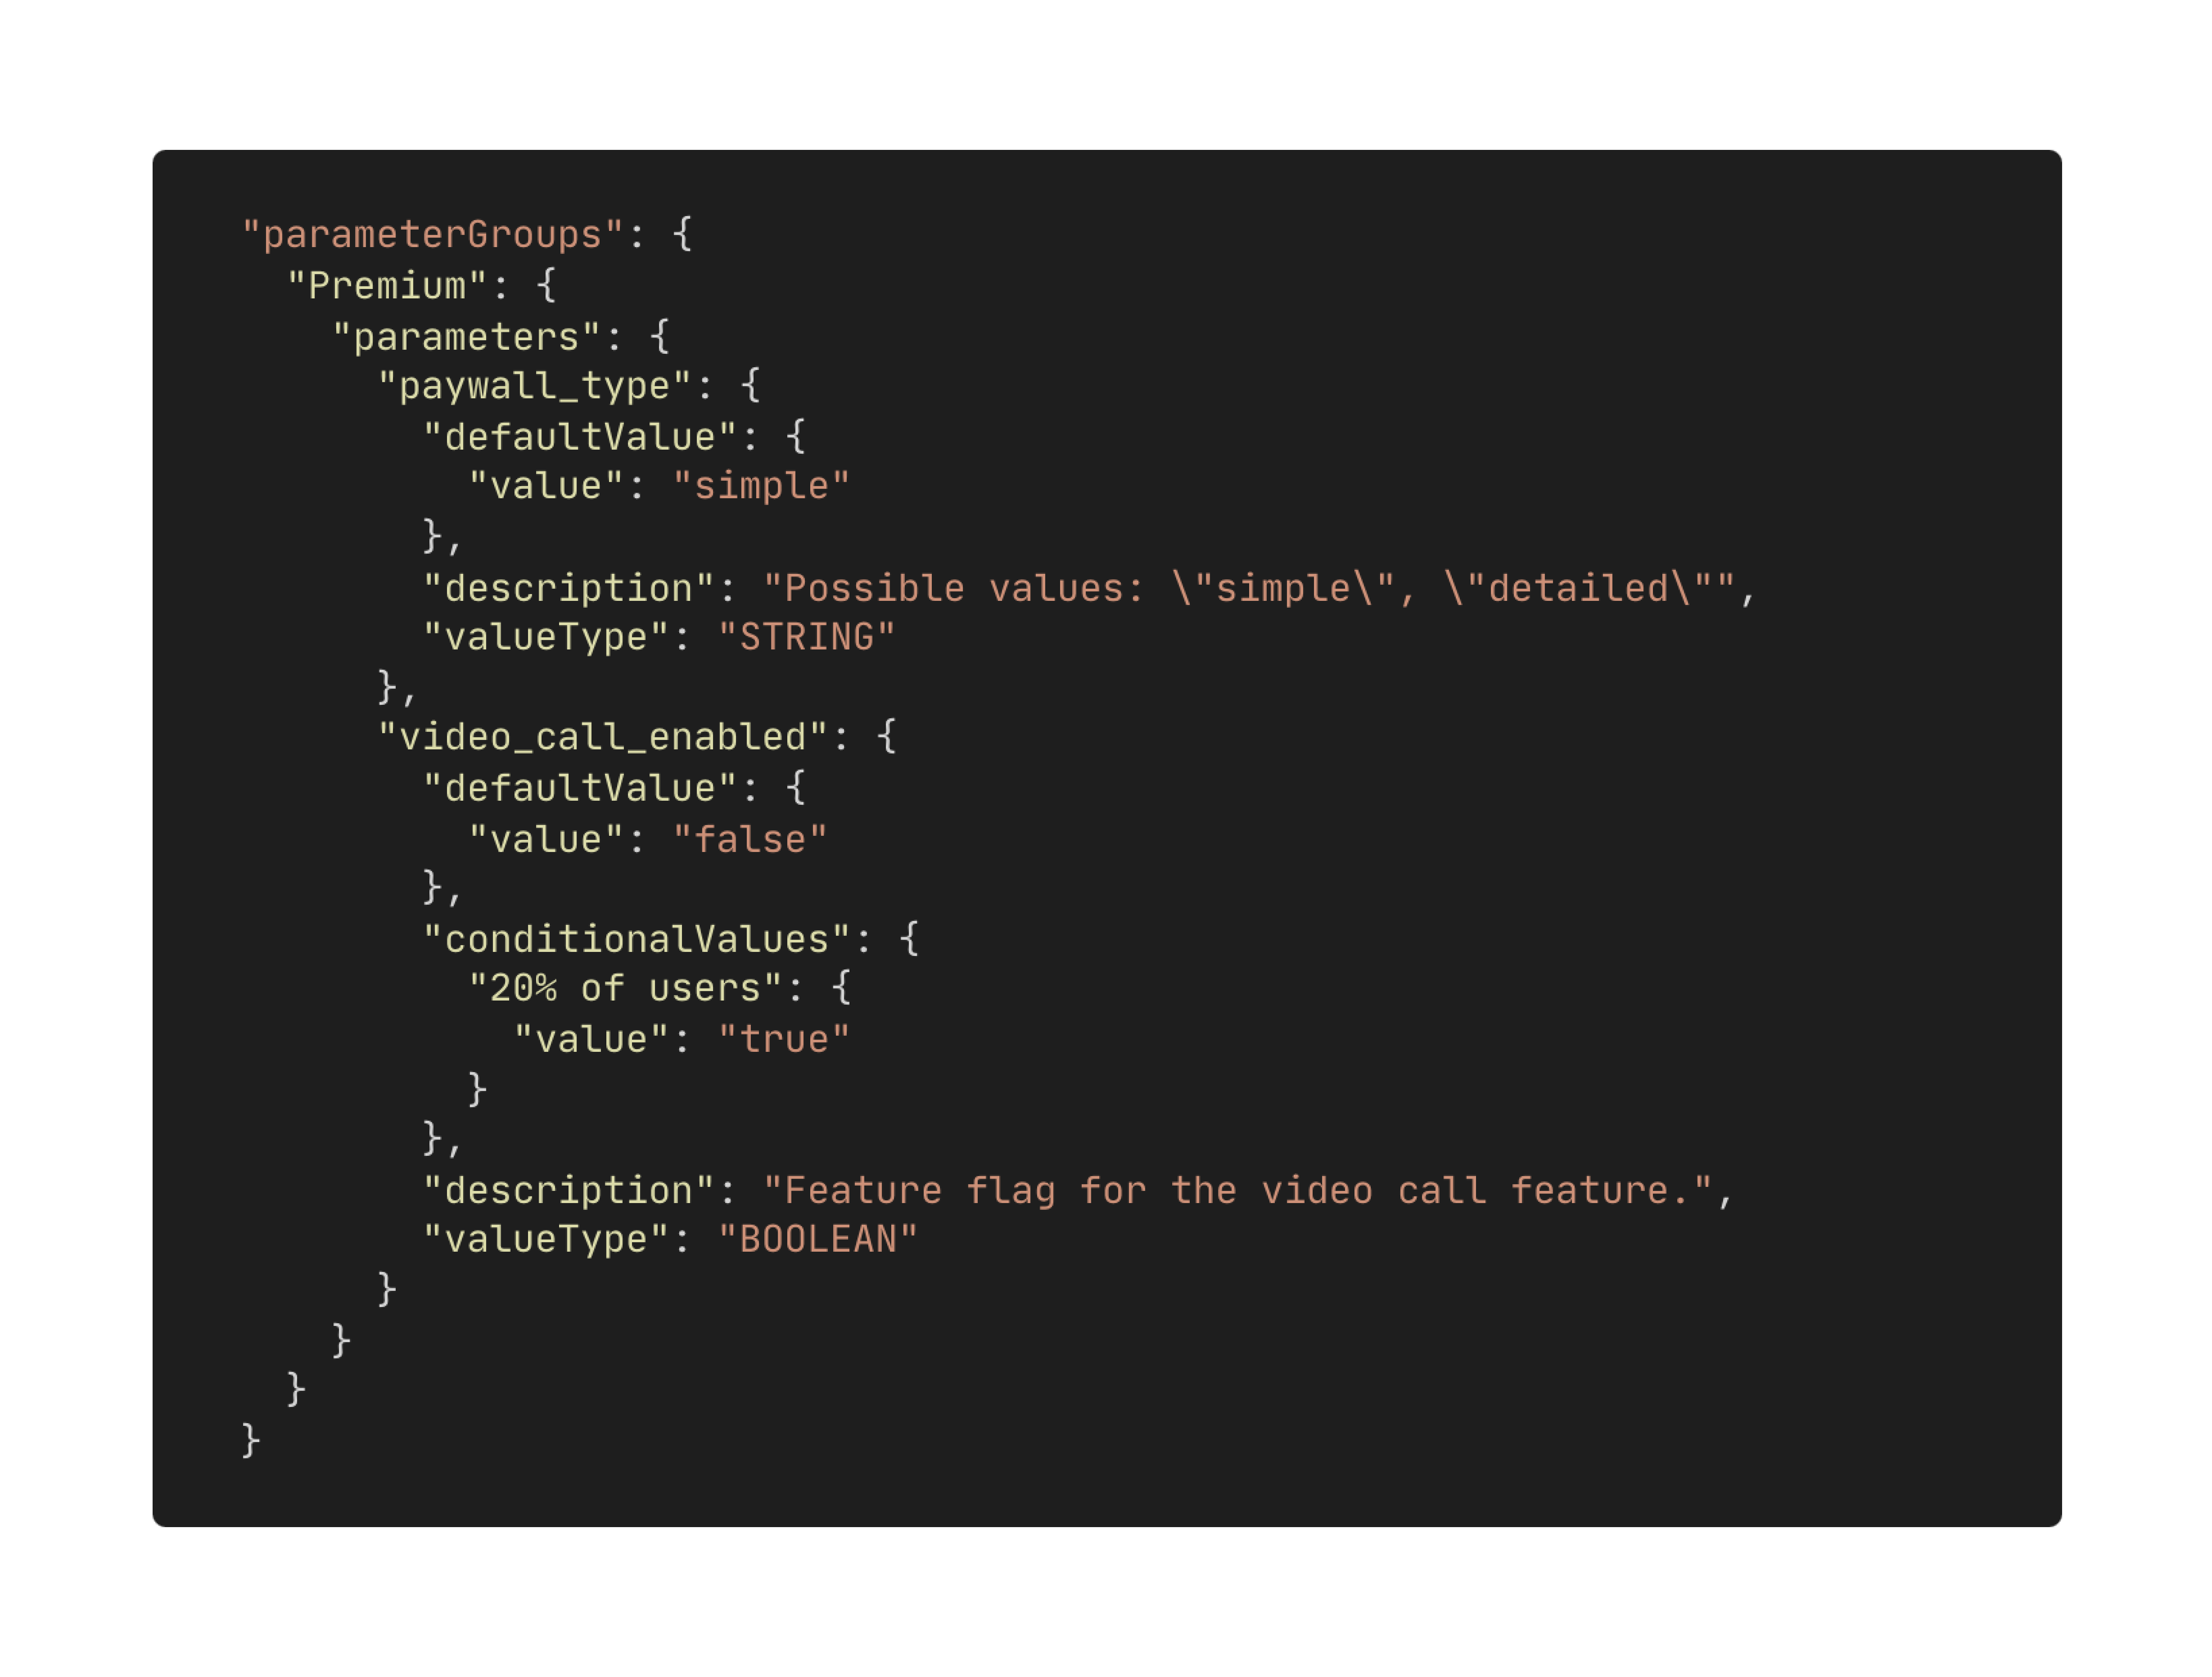 "parameterGroups": {
  "Premium": {
    "parameters": {
      "paywall_type": {
        "defaultValue": {
          "value": "simple"
        },
        "description": "Possible values: \"simple\", \"detailed\"",
        "valueType": "STRING"
      },
      "video_call_enabled": {
        "defaultValue": {
          "value": "false"
        },
        "conditionalValues": {
          "20% of users": {
            "value": "true"
          }
        },
        "description": "Feature flag for the video call feature.",
        "valueType": "BOOLEAN"
      }
    }
  }
}